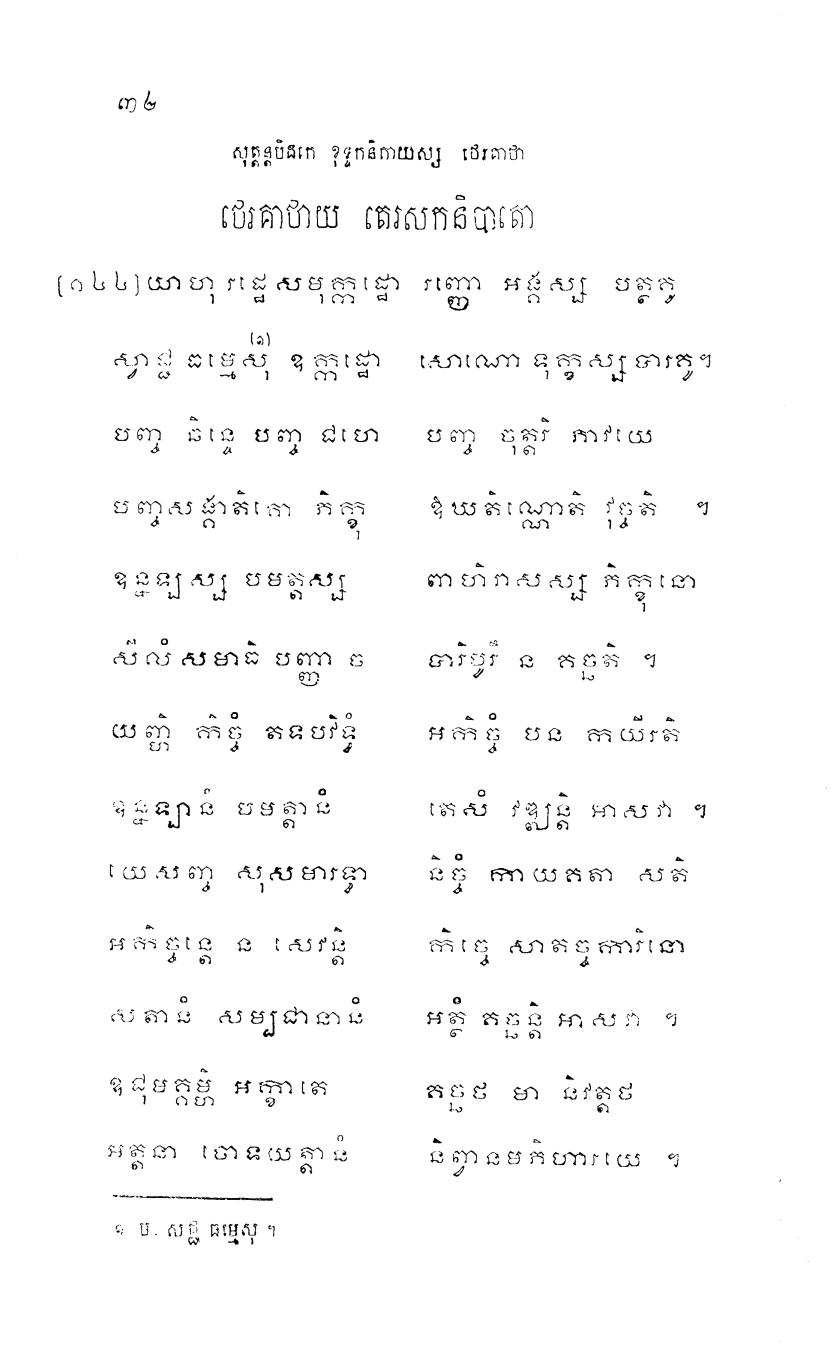 ៣៤
សុត្តន្តបិដកេ ខុទ្ទកនិកាយស្ស ថេរគាថា
ថេរគាថាយ តេរសកនិបាតោ
[១៤៤] យាហុ រដ្ឋេ សមុក្កដ្ឋោ រញ្ញោ អង្គស្ស បត្ថគូ
ស្វាជ្ជ ធម្មេសុ (១) ឧក្កដ្ឋោ សោណោ ទុក្ខស្ស បារគូ ។
បញ្ច ឆិន្ទេ បញ្ច ជហេ បញ្ច ចុត្តរិ ភាវយេ
បញ្ចសង្គាតិគោ ភិក្ខុ ឱឃតិណ្ណោតិ វុច្ចតិ ។
ឧន្នឡស្ស បមត្តស្ស ពាហិរាសស្ស ភិក្ខុនោ
សីលំ សមាធិ បញ្ញា ច បារិបូរឹ ន គច្ឆតិ ។
យញ្ហិ កិច្ចំ តទបវិទ្ធំ អកិច្ចំ បន កយីរតិ
ឧន្នឡានំ បមត្តានំ តេសំ វឌ្ឍន្តិ អាសវា ។
យេសញ្ច សុសមារទ្ធា និច្ចំ កាយគតា សតិ
អកិច្ចន្តេ ន សេវន្តិ កិច្ចេ សាតច្ចការិនោ
សតានំ សម្បជានានំ អត្ថំ គច្ឆន្តិ អាសវា ។
ឧជុមគ្គម្ហិ អក្ខាតេ គច្ឆថ មា និវត្តថ
អត្តនា ចោទយត្តានំ និព្វានមភិហារយេ ។
១ ប. សជ្ជ ធម្មេសុ ។